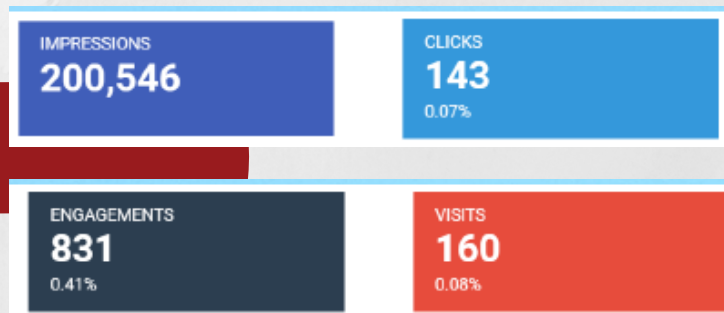 IMPRESSIONS
200,546
CLICKS
143
0.07%
ENGAGEMENTS
831
0.41%
VISITS
160
0.08%